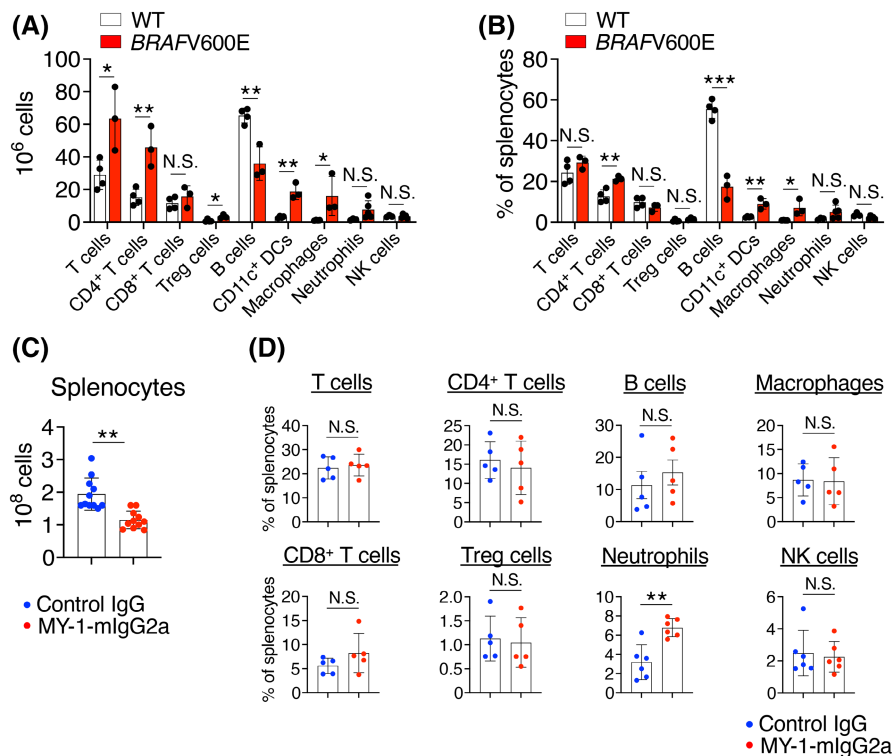 (A)
WT
BRAFV600E
10⁶ cells
100
80
60
40
20
0
*
**
N.S.
*
**
**
*
N.S.
N.S.
T cells
CD4⁺ T cells
CD8⁺ T cells
Treg cells
B cells
CD11c⁺ DCs
Macrophages
Neutrophils
NK cells
(B)
WT
BRAFV600E
% of splenocytes
80
60
40
20
0
N.S.
**
N.S.
N.S.
***
**
*
N.S.
N.S.
T cells
CD4⁺ T cells
CD8⁺ T cells
Treg cells
B cells
CD11c⁺ DCs
Macrophages
Neutrophils
NK cells
(C)
Splenocytes
10⁸ cells
4
3
2
1
0
**
Control IgG
MY-1-mIgG2a
(D)
T cells
% of splenocytes
40
30
20
10
0
N.S.
CD4⁺ T cells
25
20
15
10
5
0
N.S.
B cells
40
30
20
10
0
N.S.
Macrophages
20
15
10
5
0
N.S.
CD8⁺ T cells
% of splenocytes
20
15
10
5
0
N.S.
Treg cells
2.0
1.5
1.0
0.5
0
N.S.
Neutrophils
10
8
6
4
2
0
**
NK cells
6
4
2
0
N.S.
Control IgG
MY-1-mIgG2a